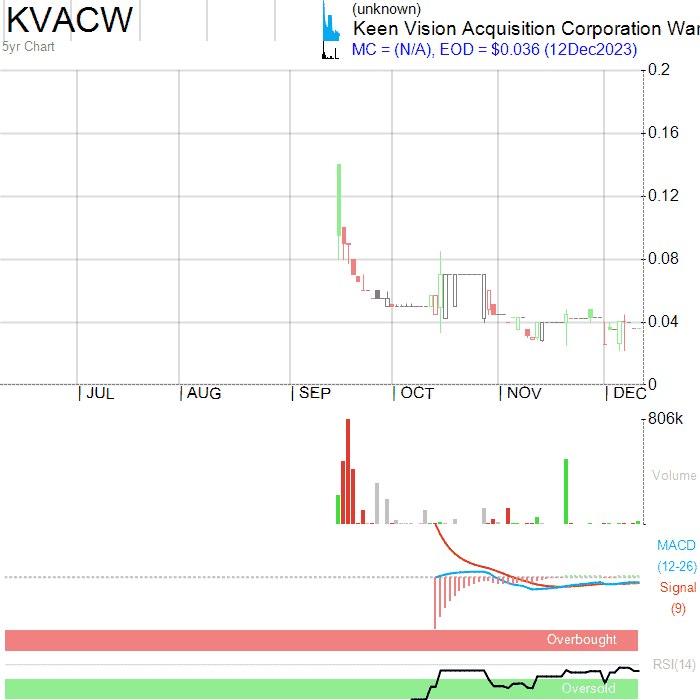 KVACW
(unknown)
Keen Vision Acquisition Corporation War
5yr Chart
MC = (N/A), EOD = $0.036 (12Dec2023)
0.2
0.16
0.12
0.08
0.04
0
JUL
AUG
SEP
OCT
NOV
DEC
806k
Volume
MACD
(12-26)
Signal
(9)
Overbought
RSI(14)
Oversold